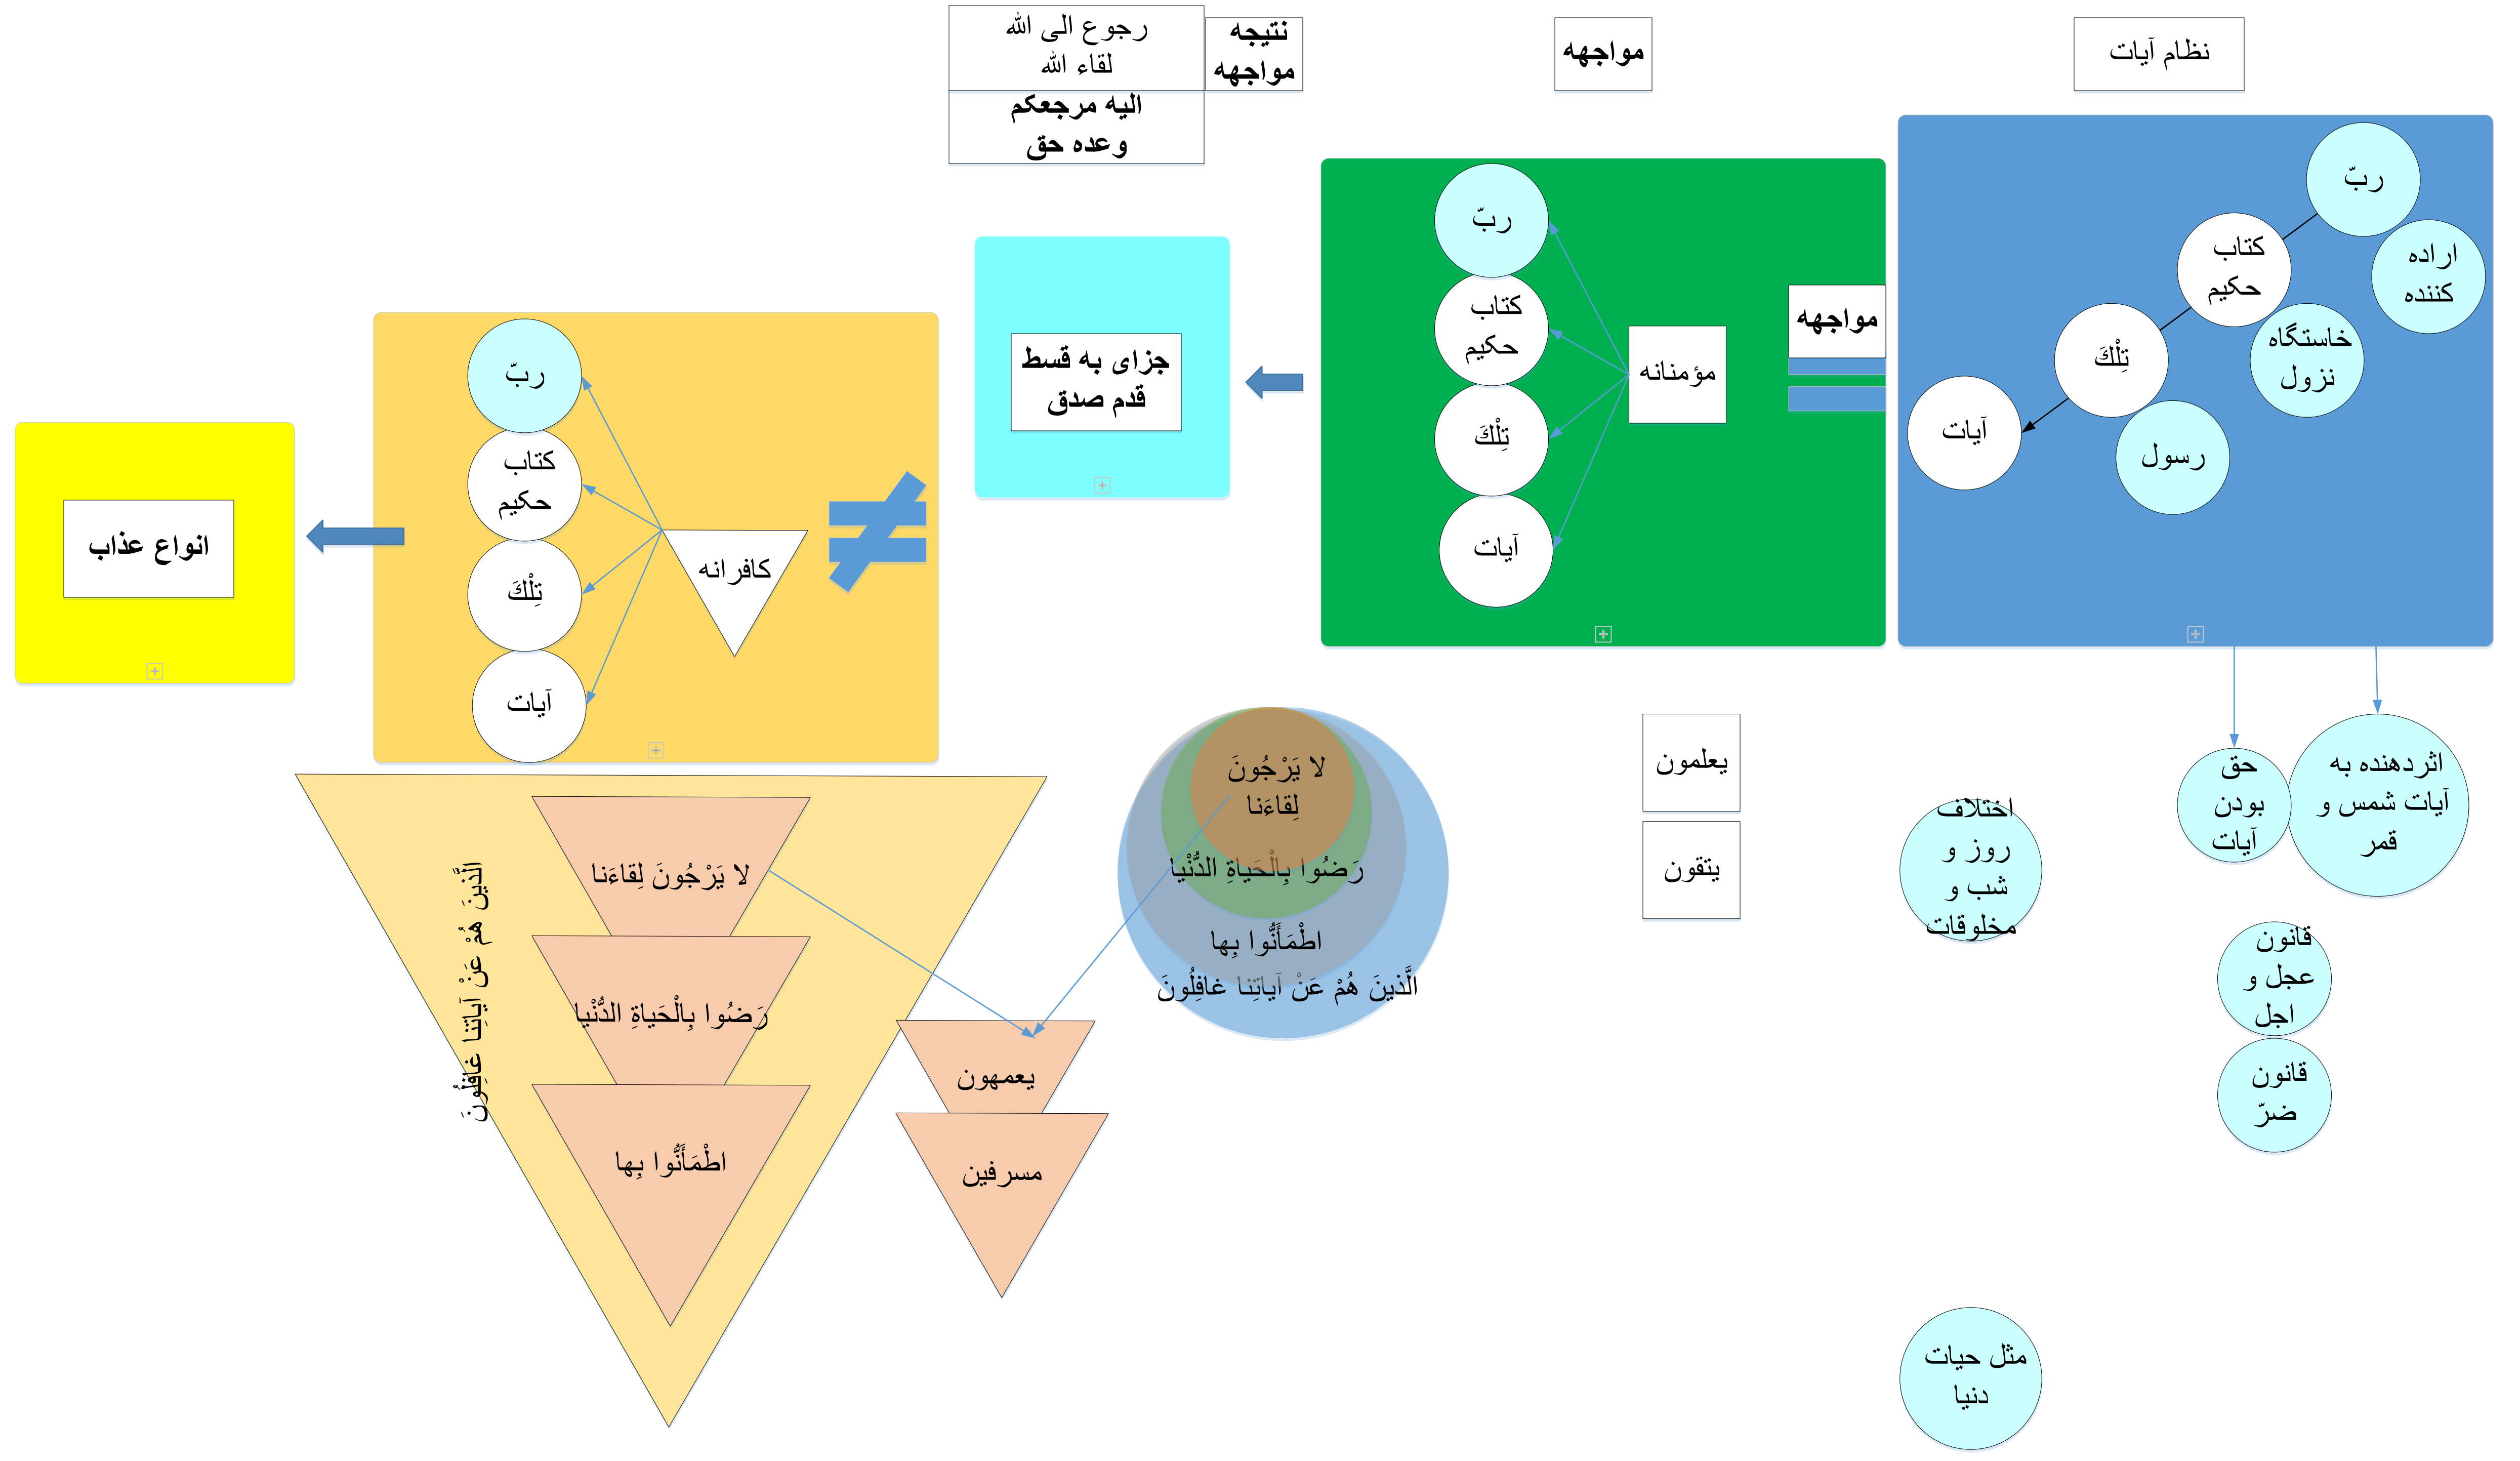 نظام آیات
مواجهه
نتیجه
مواجهه
رجوع الی الله
لقاء الله
الیه مرجعکم
وعده حق
ربّ
اراده
کننده
کتاب
حکیم
خاستگاه
نزول
تِلْكَ
رسول
آیات
مواجهه
مؤمنانه
ربّ
کتاب
حکیم
تِلْكَ
آیات
جزای به قسط
قدم صدق
کافرانه
ربّ
کتاب
حکیم
تِلْكَ
آیات
انواع عذاب
اثردهنده به
آیات شمس و
قمر
حق
بودن
آیات
اختلاف
روز و
شب و
مخلوقات
قانون
عجل و
اجل
قانون
ضرّ
مثل حیات
دنیا
یعلمون
یتقون
لا يَرْجُونَ
لِقاءَنا
رَضُوا بِالْحَياةِ الدُّنْيا
اطْمَأَنُّوا بِها
الَّذينَ هُمْ عَنْ آياتِنا غافِلُونَ
یعمهون
مسرفین
لا يَرْجُونَ لِقاءَنا
رَضُوا بِالْحَياةِ الدُّنْيا
اطْمَأَنُّوا بِها
الَّذينَ هُمْ عَنْ آياتِنا غافِلُونَ